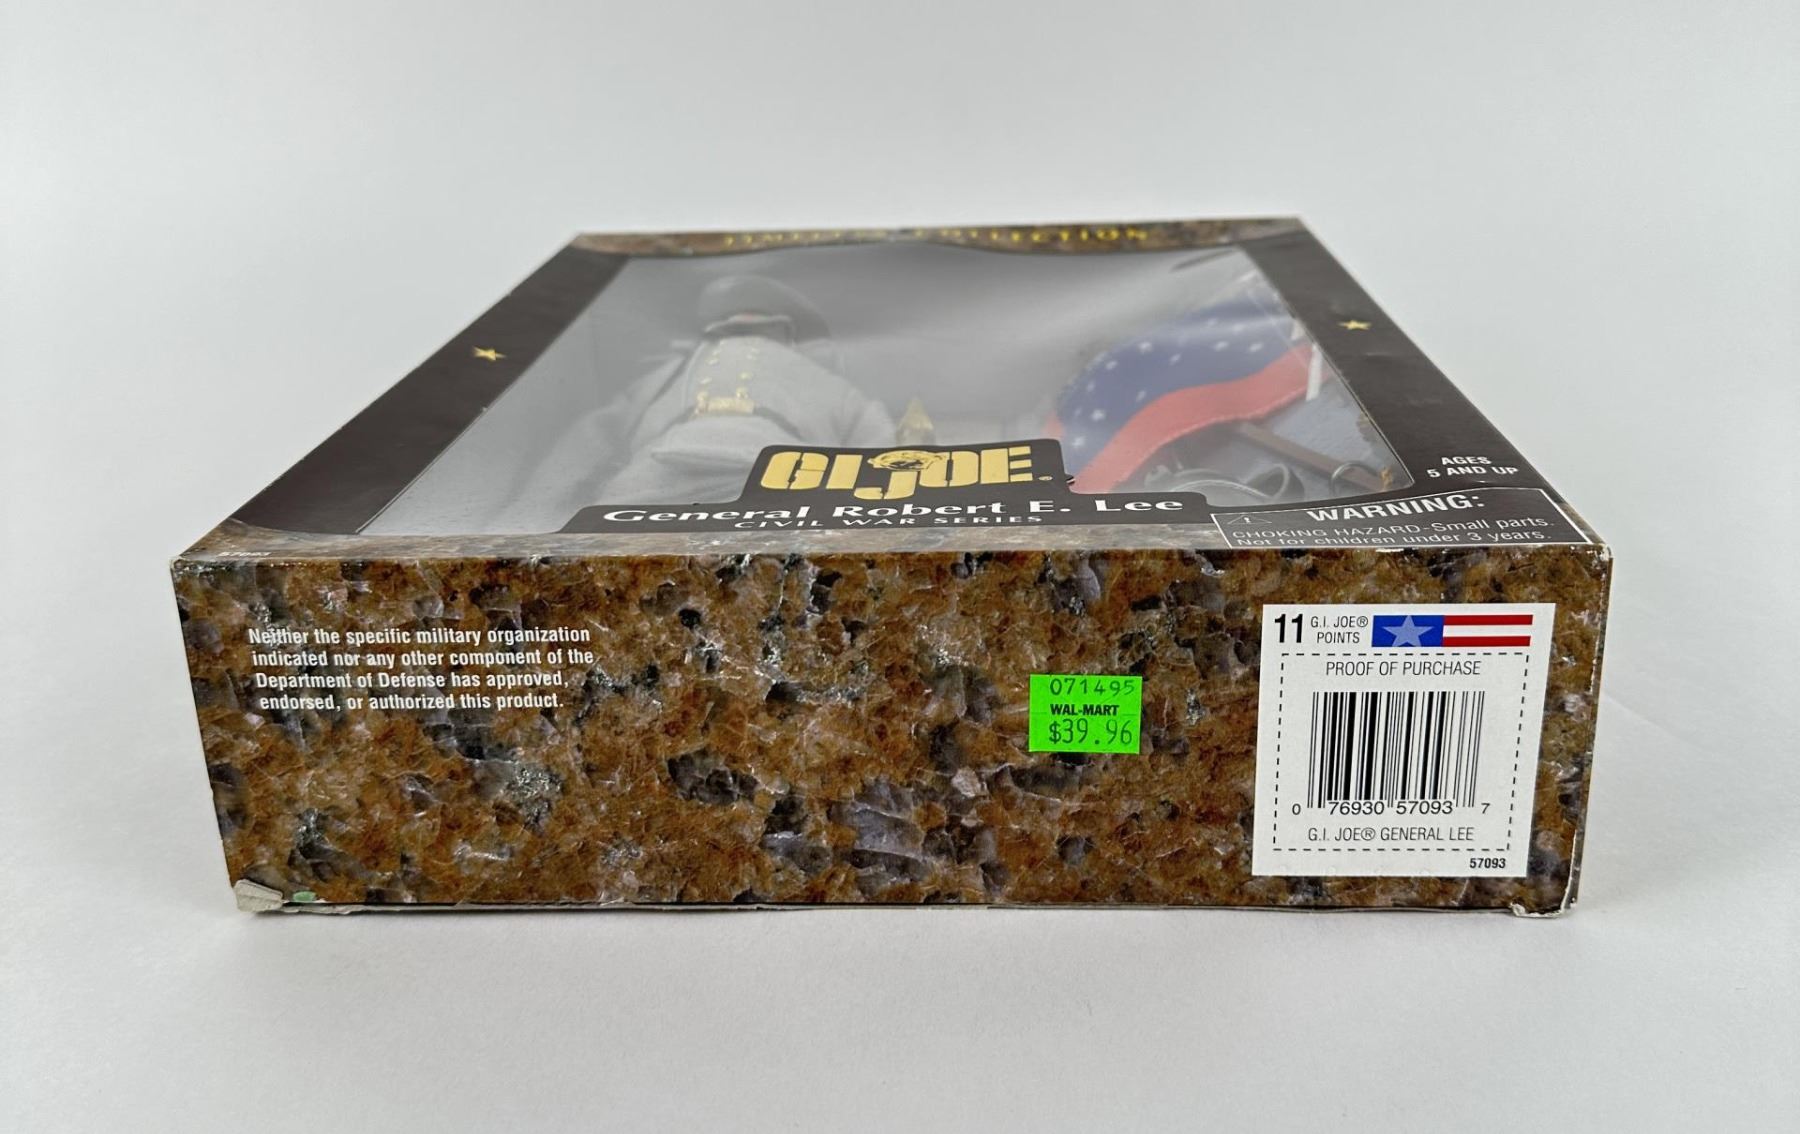 TIMELESS COLLECTION
AGES
5 AND UP
GI JOE®
General Robert E. Lee
CIVIL WAR SERIES
WARNING:
CHOKING HAZARD-Small parts.
Not for children under 3 years.
57093
Neither the specific military organization
indicated nor any other component of the
Department of Defense has approved,
endorsed, or authorized this product.
071495
WAL-MART
$39.96
11 G.I. JOE®
POINTS
PROOF OF PURCHASE
0 76930 57093 7
G.I. JOE® GENERAL LEE
57093